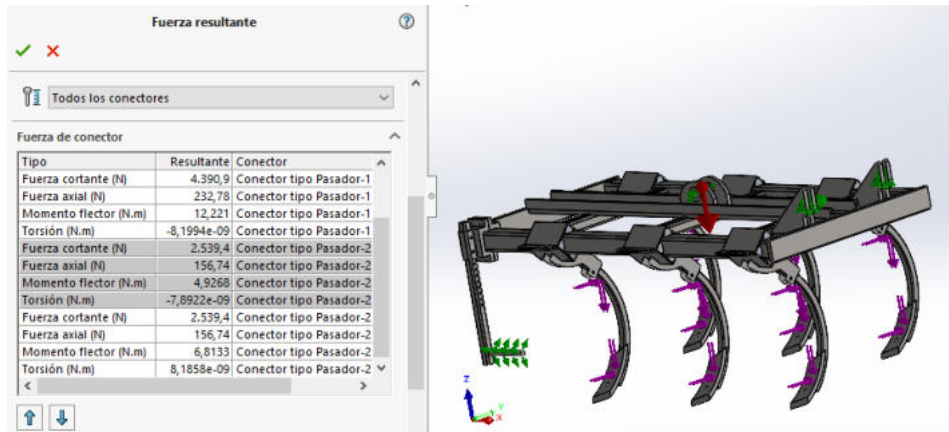 Fuerza resultante
Todos los conectores
Fuerza de conector
Tipo Resultante Conector
Fuerza cortante (N) 4.390,9 Conector tipo Pasador-1
Fuerza axial (N) 232,78 Conector tipo Pasador-1
Momento flector (N.m) 12,221 Conector tipo Pasador-1
Torsión (N.m) -8,1994e-09 Conector tipo Pasador-1
Fuerza cortante (N) 2.539,4 Conector tipo Pasador-2
Fuerza axial (N) 156,74 Conector tipo Pasador-2
Momento flector (N.m) 4,9268 Conector tipo Pasador-2
Torsión (N.m) -7,8922e-09 Conector tipo Pasador-2
Fuerza cortante (N) 2.539,4 Conector tipo Pasador-2
Fuerza axial (N) 156,74 Conector tipo Pasador-2
Momento flector (N.m) 6,8133 Conector tipo Pasador-2
Torsión (N.m) 8,1858e-09 Conector tipo Pasador-2
Z
Y
X